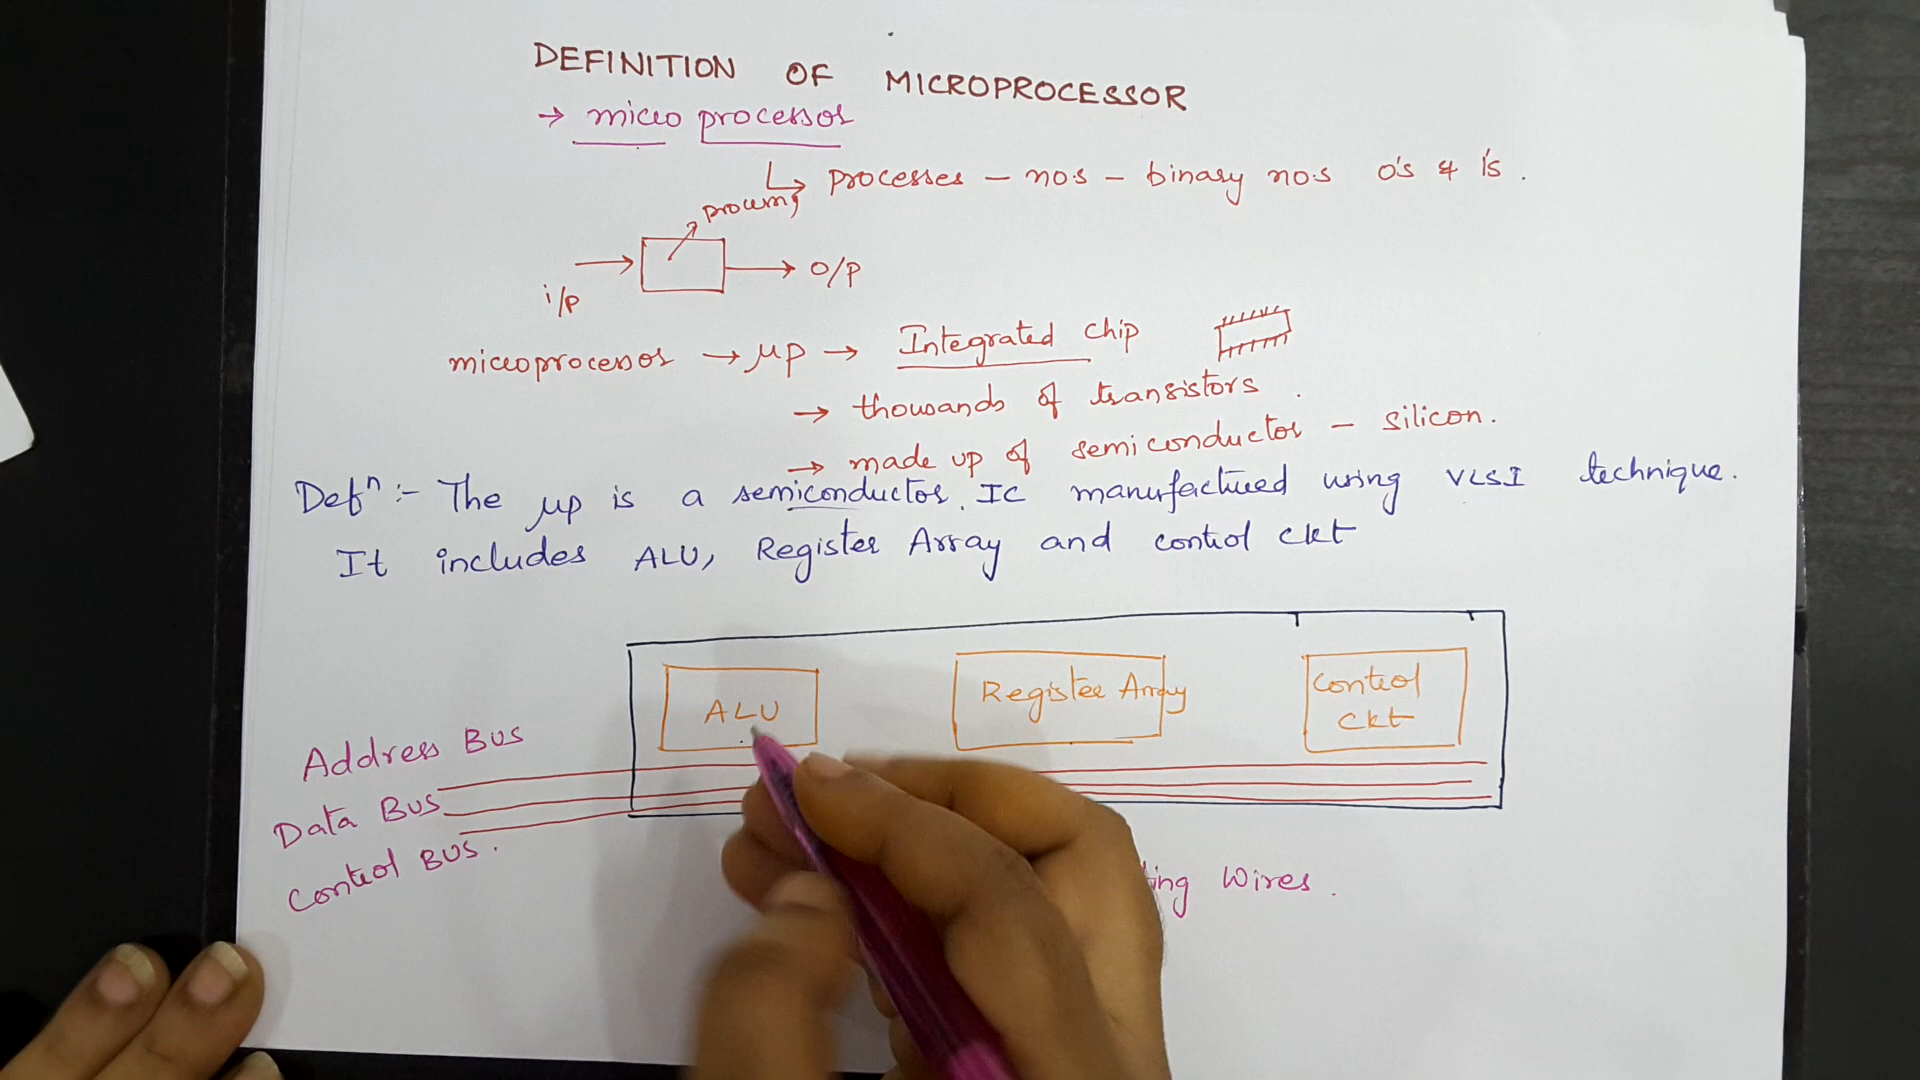 DEFINITION OF MICROPROCESSOR
→ micro processor
processes - nos - binary nos 0's & 1's.
i/p
O/P
microprocessor → μp → Integrated chip
→ thousands of transistors.
→ made up of semiconductor - silicon.
Defⁿ :- The μp is a semiconductor IC manufactured using VLSI technique.
It includes ALU, Register Array and control ckt
ALU
Register Array
Control
ckt
Address Bus
Data Bus
Control BUS.
Wires.